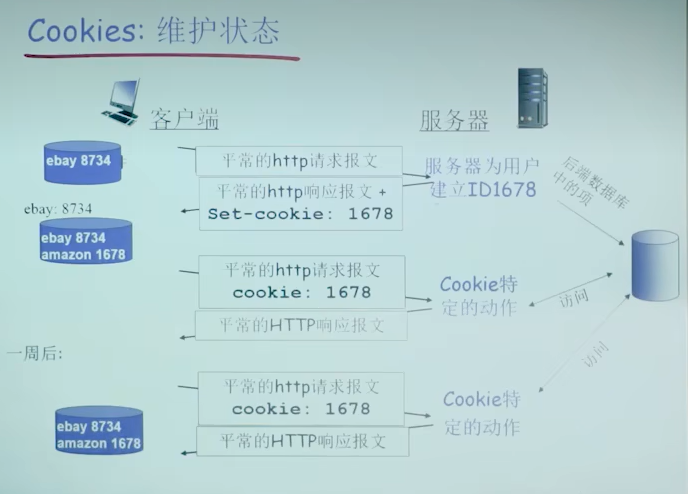 Cookies: 维护状态
客户端
服务器
ebay 8734
平常的http请求报文
平常的http响应报文 +
Set-cookie: 1678
服务器为用户
建立ID1678
后端数据库
中的项
ebay: 8734
ebay 8734
amazon 1678
平常的http请求报文
cookie: 1678
平常的HTTP响应报文
Cookie特
定的动作
访问
访问
一周后:
ebay 8734
amazon 1678
平常的http请求报文
cookie: 1678
平常的HTTP响应报文
Cookie特
定的动作